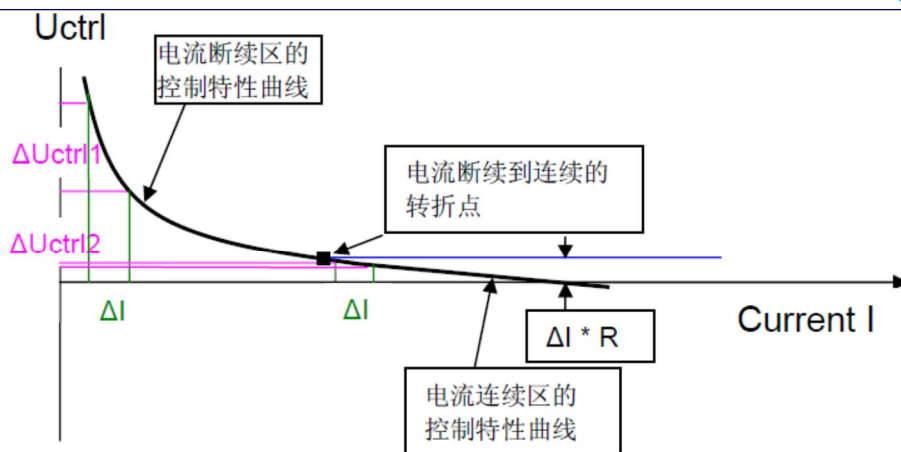 Uctrl
电流断续区的
控制特性曲线
ΔUctrl1
电流断续到连续的
转折点
ΔUctrl2
ΔI
ΔI
ΔI * R
Current I
电流连续区的
控制特性曲线